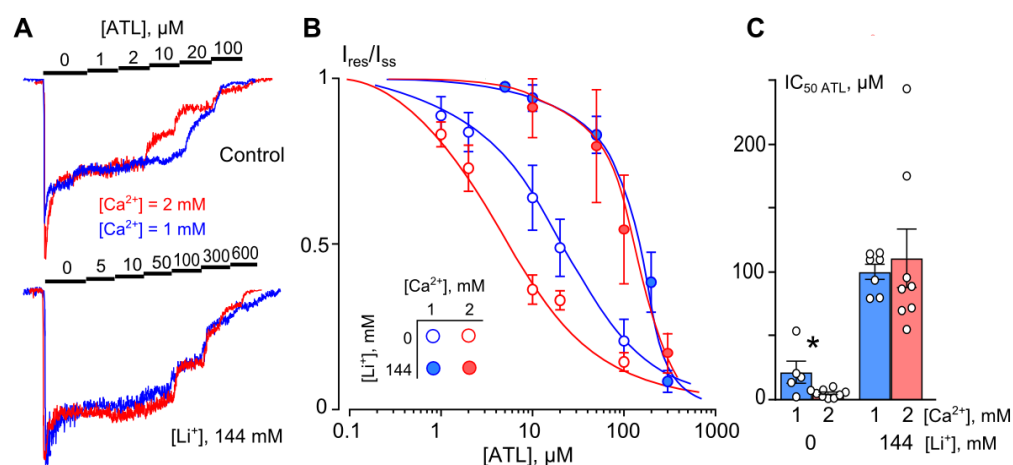 A
[ATL], µM
0 1 2 10 20 100
Control
[Ca²⁺] = 2 mM
[Ca²⁺] = 1 mM
0 5 10 50 100 300 600
[Li⁺], 144 mM
B
I_res/I_ss
1
0.5
0
[Ca²⁺], mM
1 2
[Li⁺], mM
0
144
0.1 1 10 100 1000
[ATL], µM
C
IC₅₀ ATL, µM
200
100
0
*
1 2 1 2 [Ca²⁺], mM
0 144 [Li⁺], mM